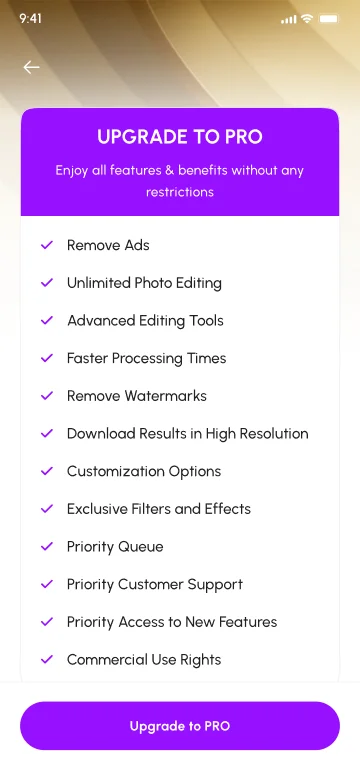 9:41
UPGRADE TO PRO
Enjoy all features & benefits without any
restrictions
Remove Ads
Unlimited Photo Editing
Advanced Editing Tools
Faster Processing Times
Remove Watermarks
Download Results in High Resolution
Customization Options
Exclusive Filters and Effects
Priority Queue
Priority Customer Support
Priority Access to New Features
Commercial Use Rights
Upgrade to PRO